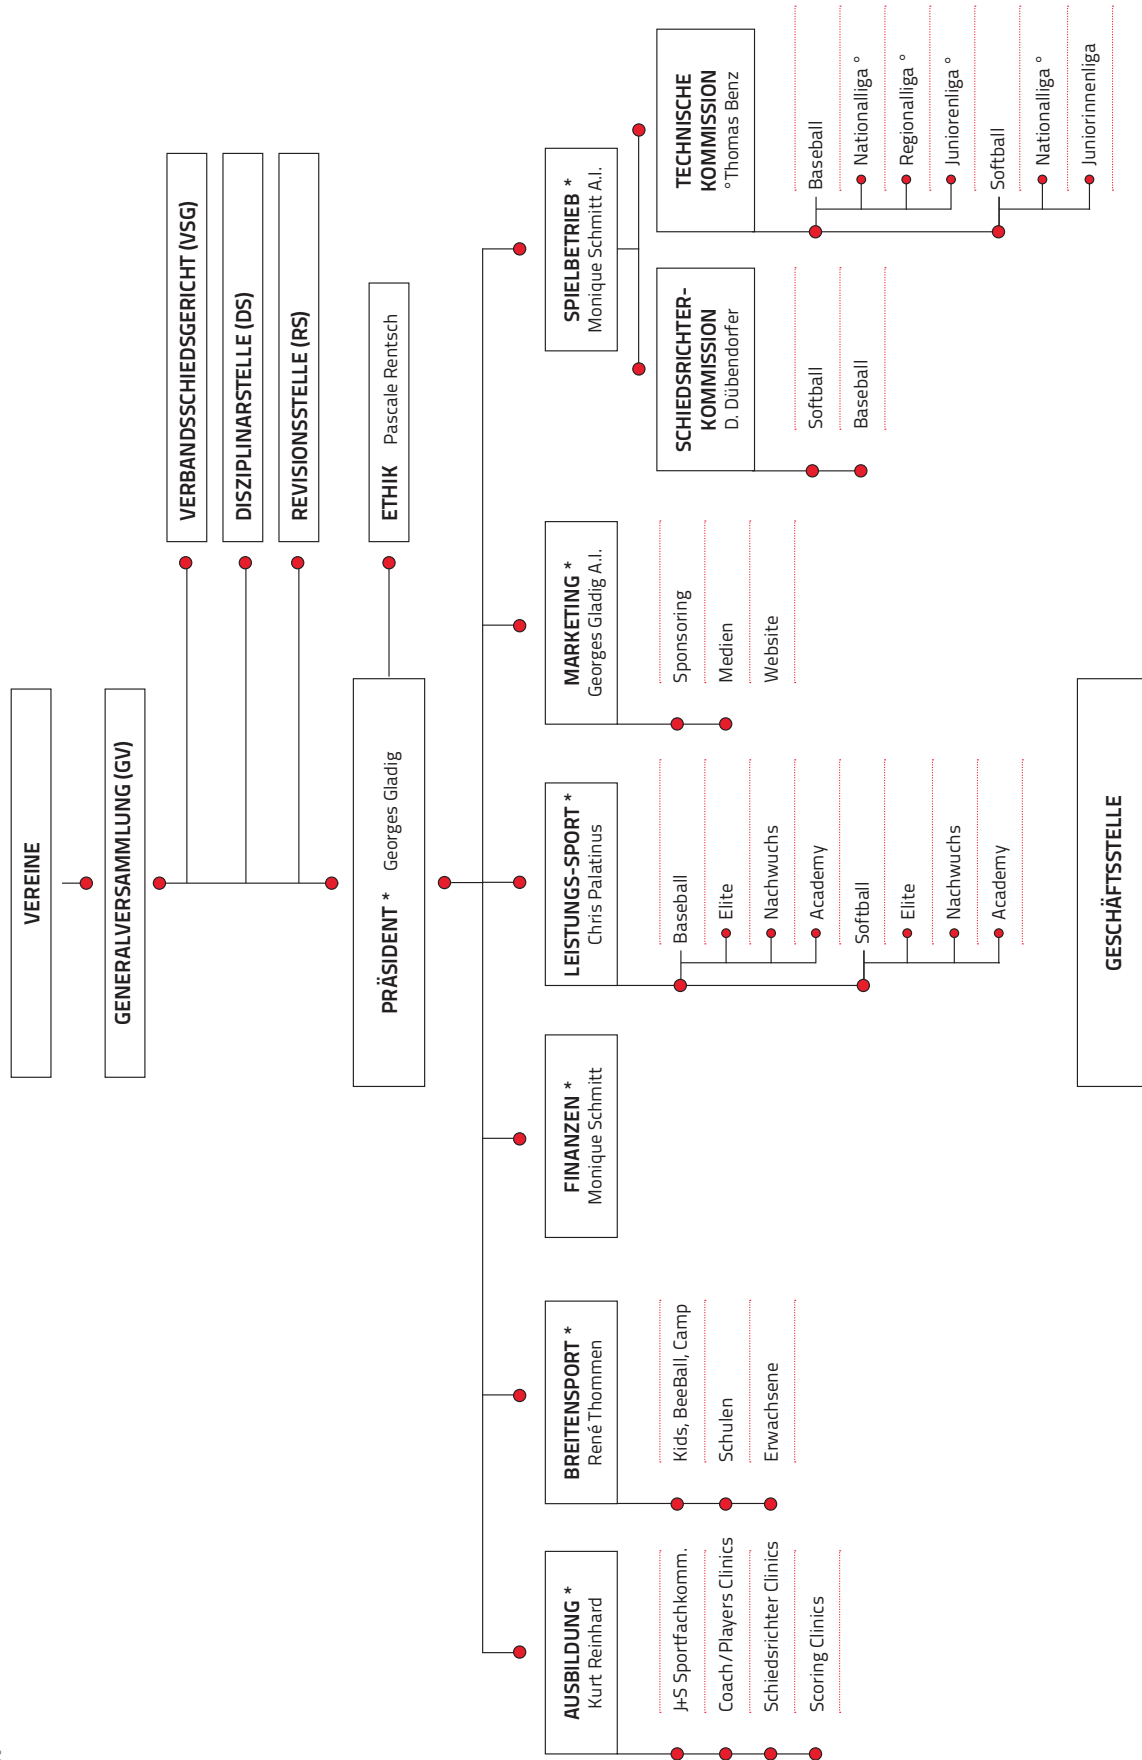 VEREINE
GENERALVERSAMMLUNG (GV)
VERBANDSSCHIEDSGERICHT (VSG)
DISZIPLINARSTELLE (DS)
REVISIONSSTELLE (RS)
PRÄSIDENT * Georges Gladig
ETHIK Pascale Rentsch
AUSBILDUNG *
Kurt Reinhard
J+S Sportfachkomm.
Coach/Players Clinics
Schiedsrichter Clinics
Scoring Clinics
BREITENSPORT *
René Thommen
Kids, BeeBall, Camp
Schulen
Erwachsene
FINANZEN *
Monique Schmitt
LEISTUNGS-SPORT *
Chris Palatinus
Baseball
Elite
Nachwuchs
Academy
Softball
Elite
Nachwuchs
Academy
MARKETING *
Georges Gladig A.I.
Sponsoring
Medien
Website
SPIELBETRIEB *
Monique Schmitt A.I.
SCHIEDSRICHTER-
KOMMISSION
D. Dübendorfer
Softball
Baseball
TECHNISCHE
KOMMISSION
°Thomas Benz
Baseball
Nationalliga °
Regionalliga °
Juniorenliga °
Softball
Nationalliga °
Juniorinnenliga
GESCHÄFTSSTELLE